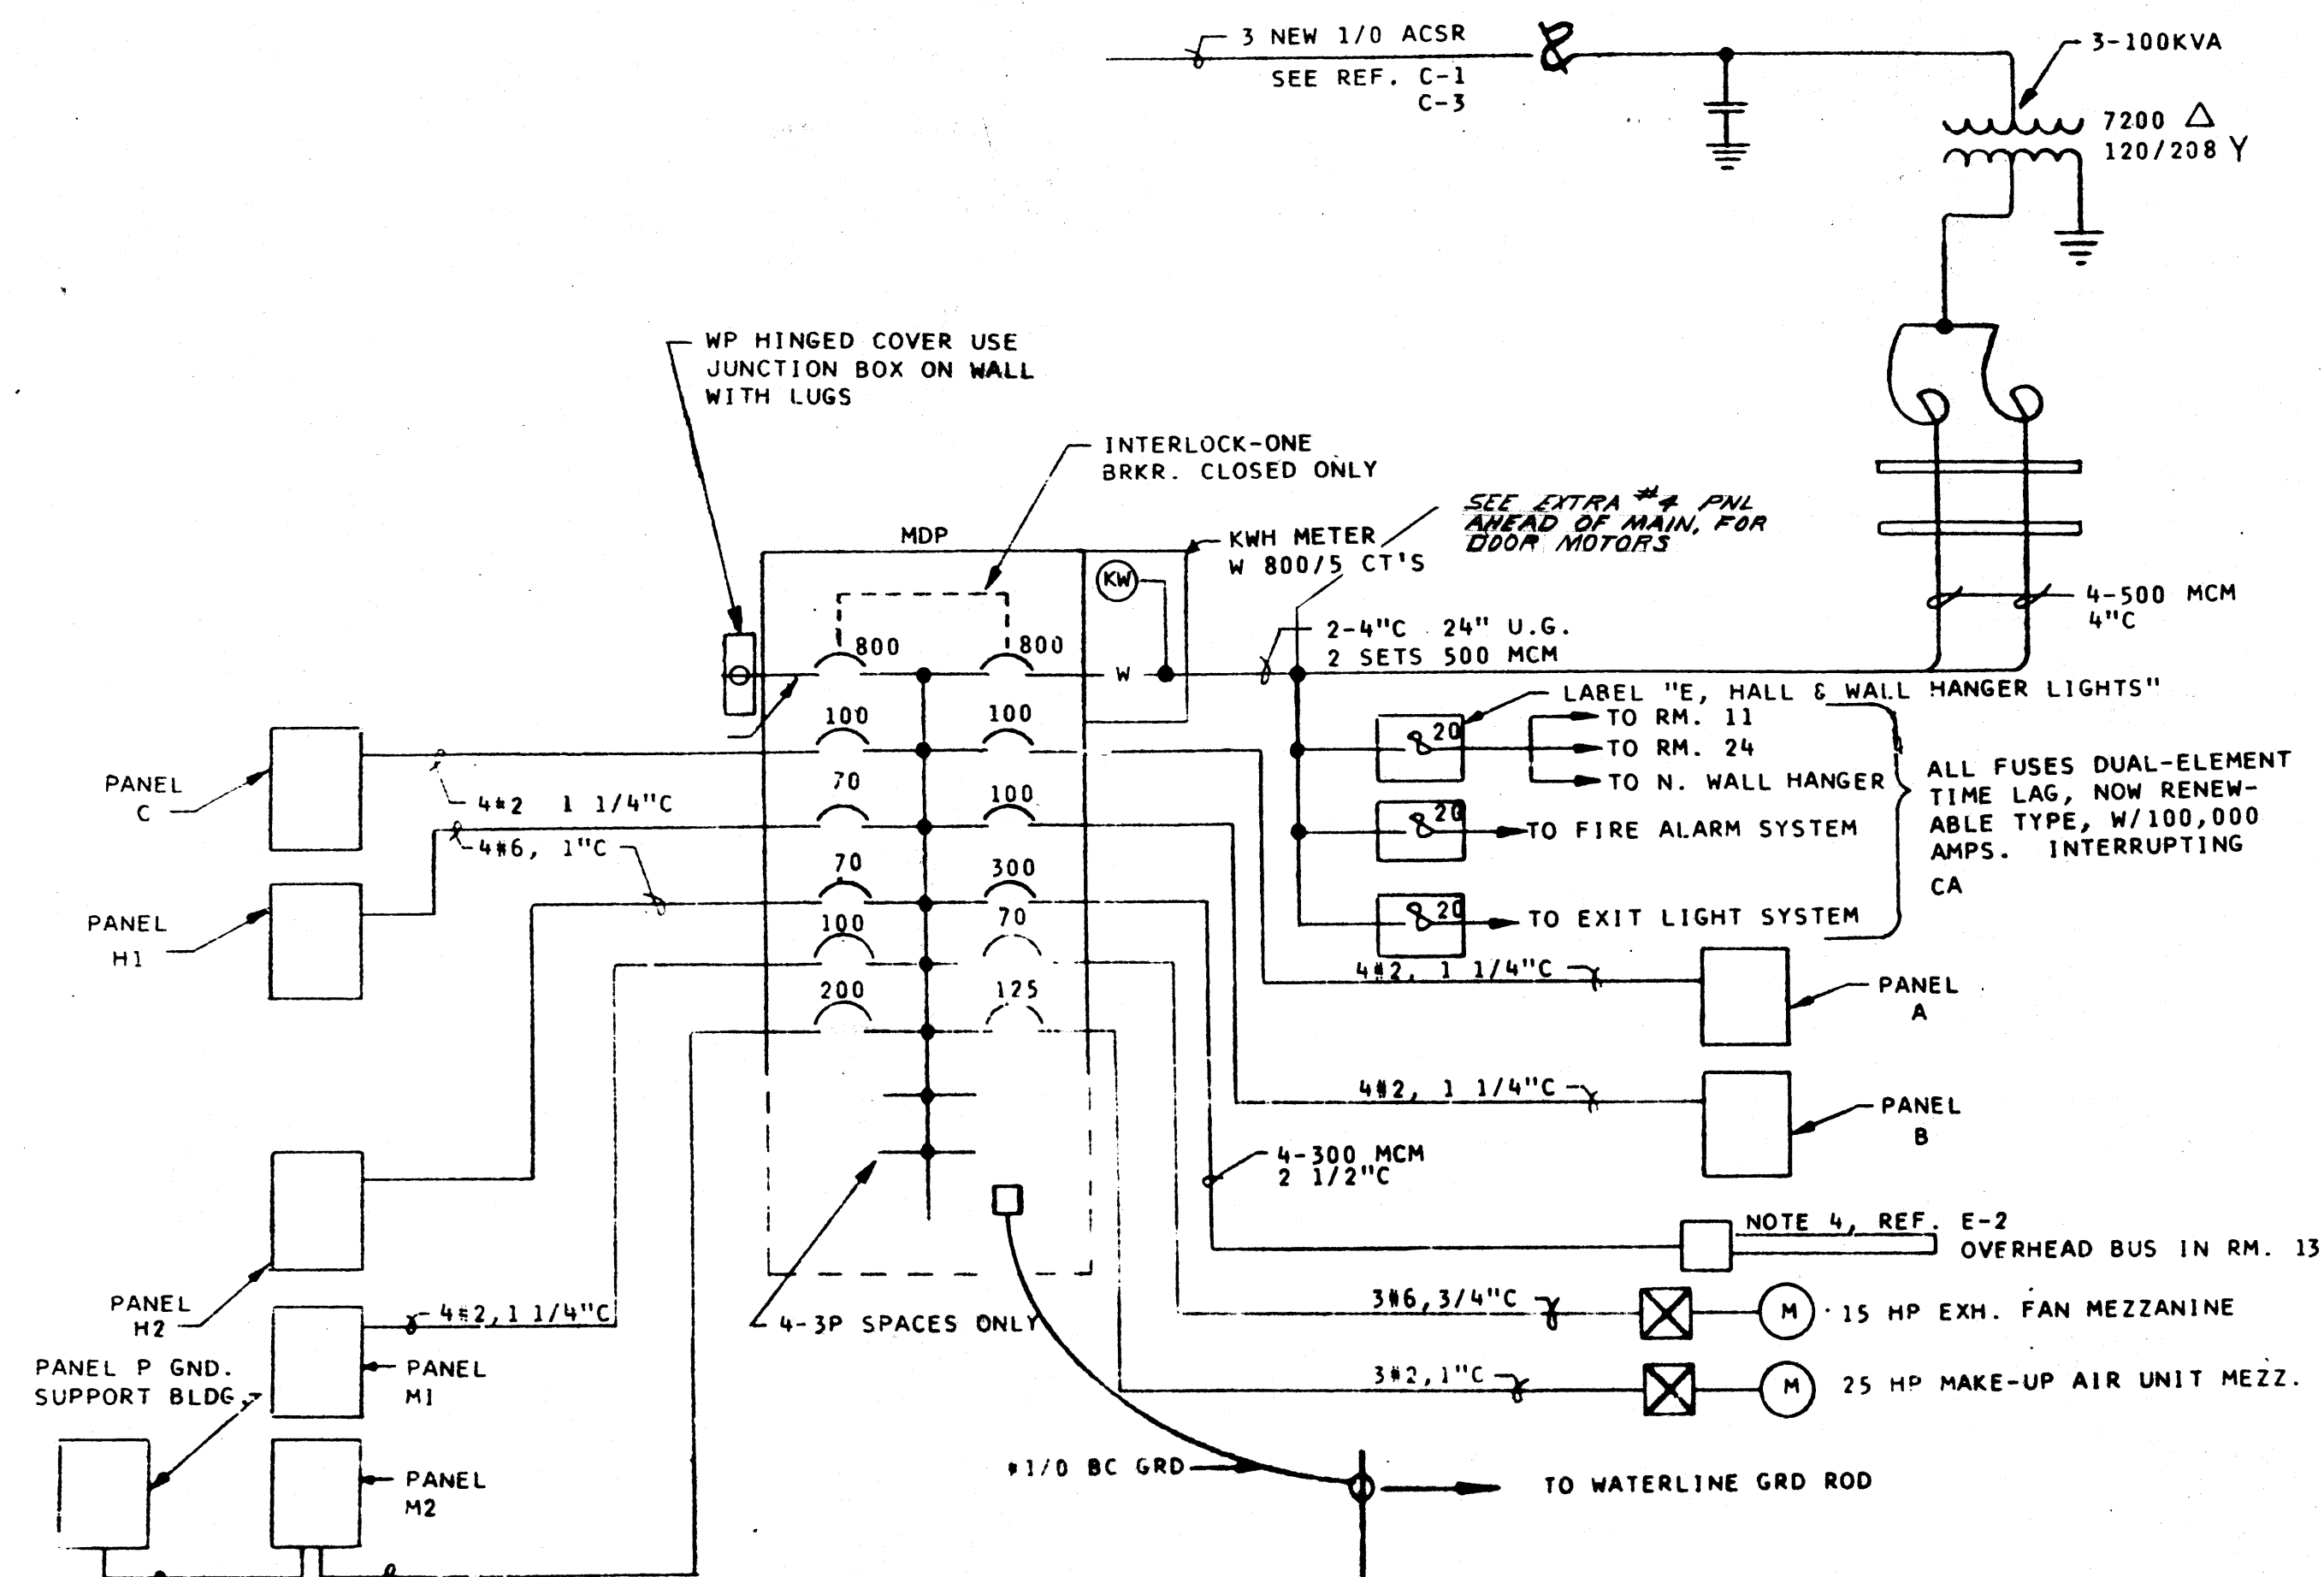 3 NEW 1/0 ACSR
SEE REF. C-1
C-3
3-100KVA
7200 Δ
120/208 Y
WP HINGED COVER USE
JUNCTION BOX ON WALL
WITH LUGS
INTERLOCK-ONE
BRKR. CLOSED ONLY
SEE EXTRA #4 PNL
AHEAD OF MAIN, FOR
DOOR MOTORS
MDP
KWH METER
W 800/5 CT'S
KW
4-500 MCM
4"C
2-4"C 24" U.G.
2 SETS 500 MCM
800
800
W
LABEL "E, HALL & WALL HANGER LIGHTS"
20
TO RM. 11
TO RM. 24
TO N. WALL HANGER
20
TO FIRE ALARM SYSTEM
20
TO EXIT LIGHT SYSTEM
ALL FUSES DUAL-ELEMENT
TIME LAG, NOW RENEW-
ABLE TYPE, W/100,000
AMPS. INTERRUPTING
CA
100
100
70
100
70
300
100
70
200
125
PANEL
C
4#2 1 1/4"C
4#6, 1"C
PANEL
H1
4#2, 1 1/4"C
PANEL
A
4#2, 1 1/4"C
PANEL
B
4-300 MCM
2 1/2"C
NOTE 4, REF. E-2
OVERHEAD BUS IN RM. 13
PANEL
H2
4#2,1 1/4"C
4-3P SPACES ONLY
3#6,3/4"C
M
15 HP EXH. FAN MEZZANINE
PANEL P GND.
SUPPORT BLDG.
PANEL
M1
3#2,1"C
M
25 HP MAKE-UP AIR UNIT MEZZ.
PANEL
M2
#1/0 BC GRD
TO WATERLINE GRD ROD